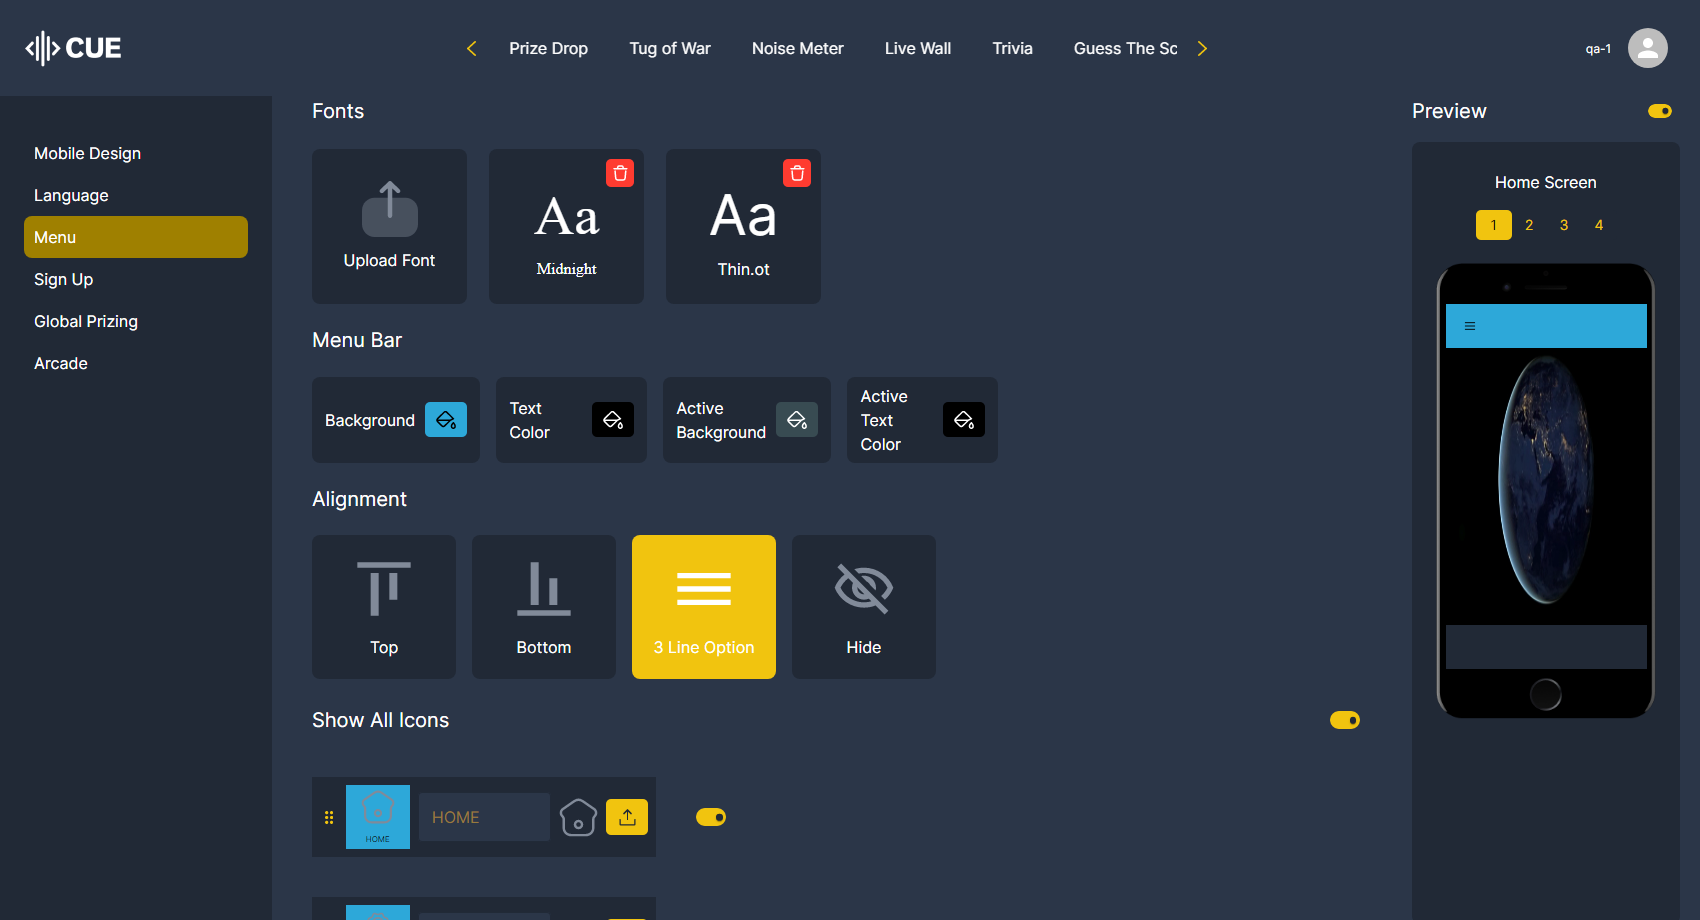 CUE
Prize Drop
Tug of War
Noise Meter
Live Wall
Trivia
Guess The Sc
qa-1
Mobile Design
Language
Menu
Sign Up
Global Prizing
Arcade
Fonts
Upload Font
Aa
Midnight
Aa
Thin.ot
Menu Bar
Background
Text
Color
Active
Background
Active
Text
Color
Alignment
Top
Bottom
3 Line Option
Hide
Show All Icons
HOME
HOME
Preview
Home Screen
1 2 3 4